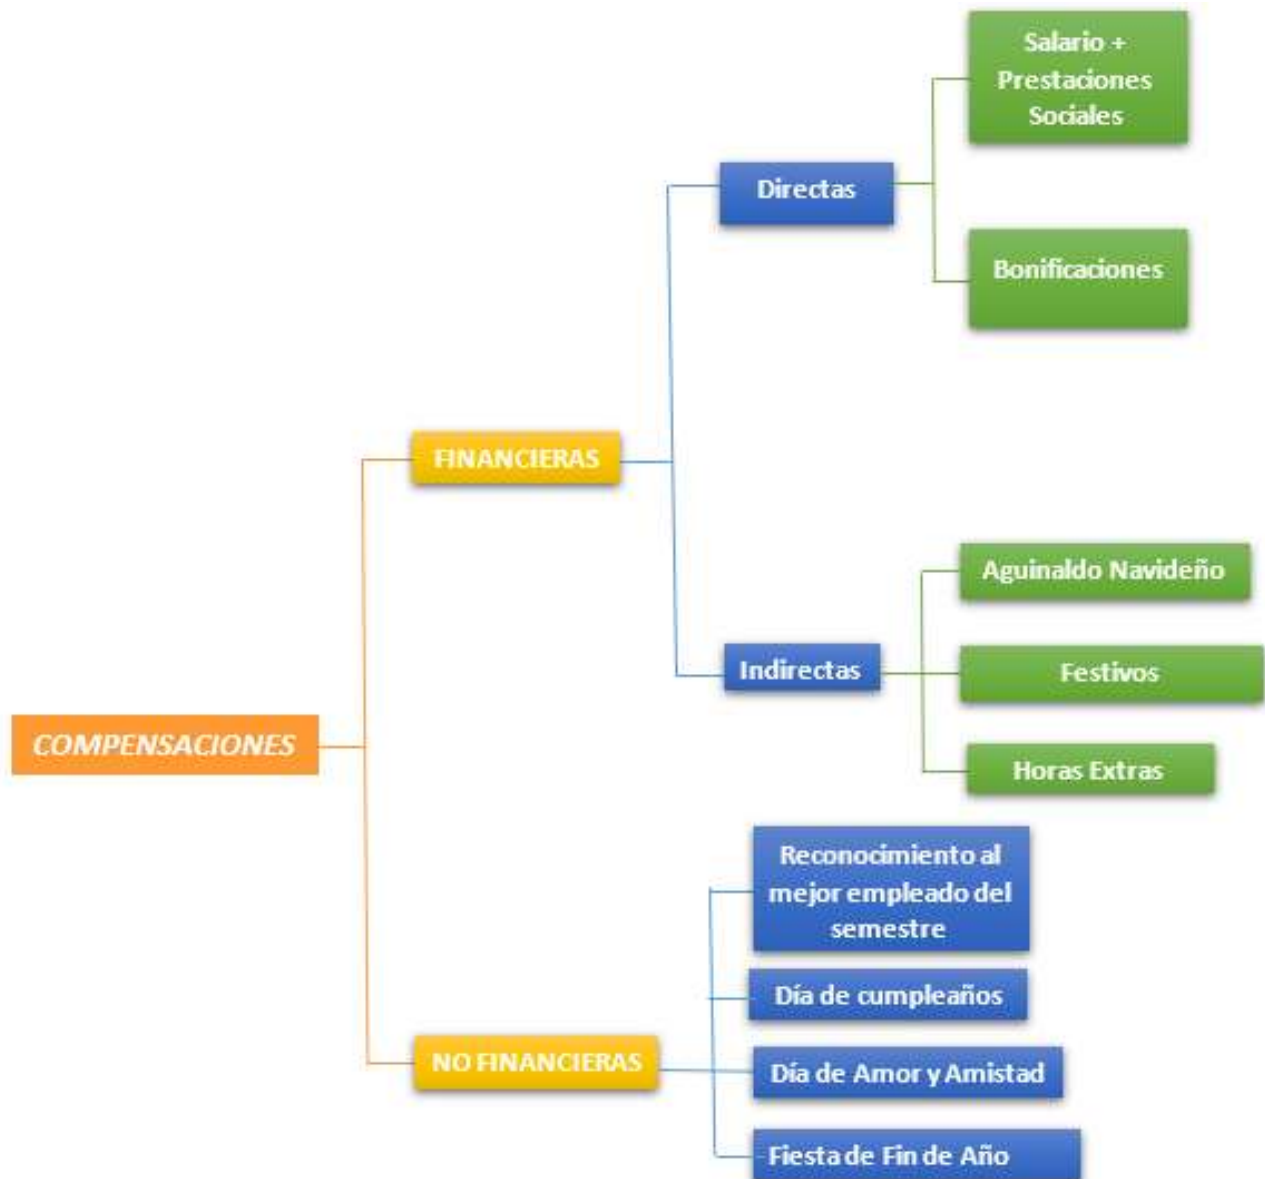 Salario +
Prestaciones
Sociales
Directas
Bonificaciones
FINANCIERAS
Aguinaldo Navideño
Indirectas
Festivos
COMPENSACIONES
Horas Extras
Reconocimiento al
mejor empleado del
semestre
Día de cumpleaños
NO FINANCIERAS
Día de Amor y Amistad
Fiesta de Fin de Año